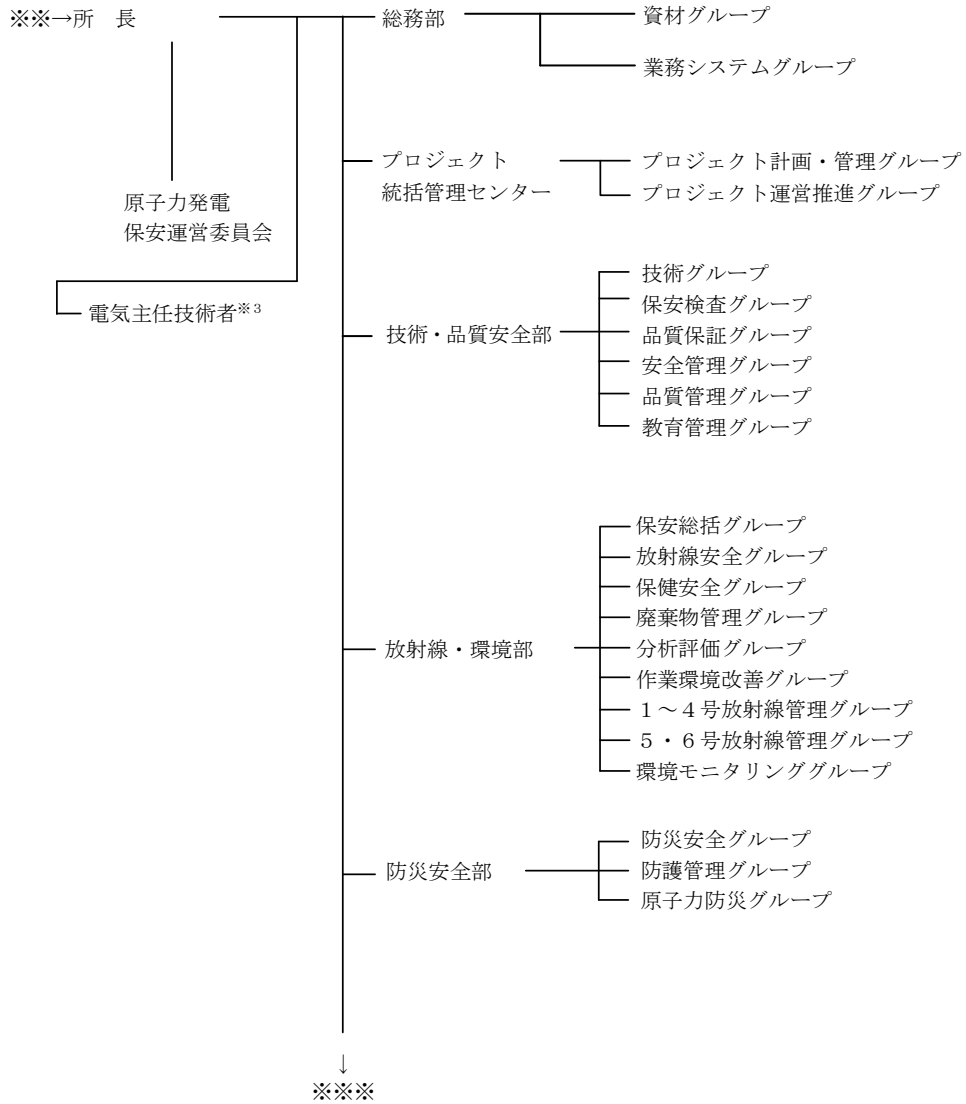 ※※→所　長
総務部
資材グループ
業務システムグループ
原子力発電
保安運営委員会
電気主任技術者※3
プロジェクト
統括管理センター
プロジェクト計画・管理グループ
プロジェクト運営推進グループ
技術・品質安全部
技術グループ
保安検査グループ
品質保証グループ
安全管理グループ
品質管理グループ
教育管理グループ
放射線・環境部
保安総括グループ
放射線安全グループ
保健安全グループ
廃棄物管理グループ
分析評価グループ
作業環境改善グループ
１～４号放射線管理グループ
５・６号放射線管理グループ
環境モニタリンググループ
防災安全部
防災安全グループ
防護管理グループ
原子力防災グループ
↓
※※※